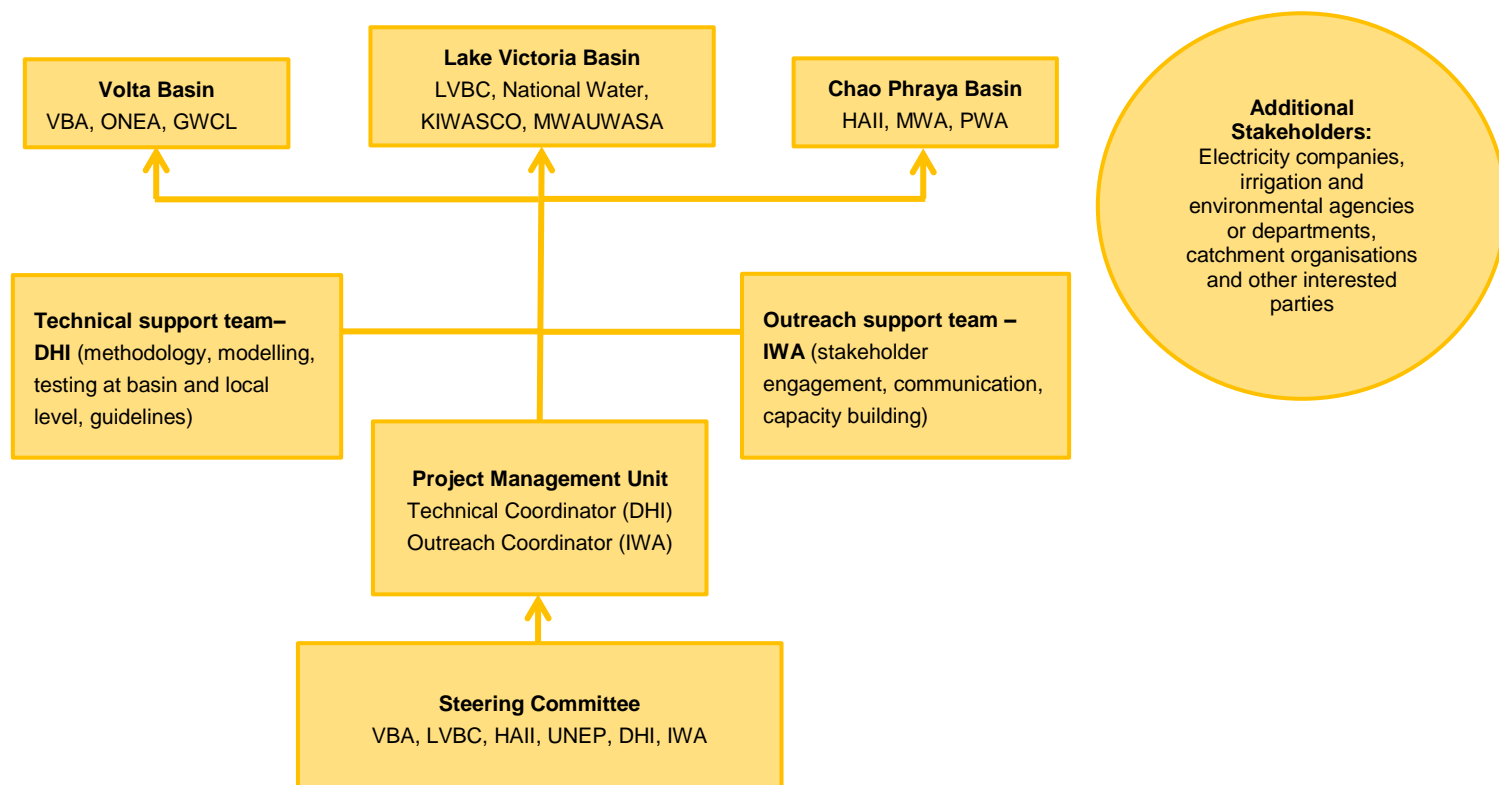 Volta Basin
VBA, ONEA, GWCL
Lake Victoria Basin
LVBC, National Water,
KIWASCO, MWAUWASA
Chao Phraya Basin
HAII, MWA, PWA
Additional
Stakeholders:
Electricity companies,
irrigation and
environmental agencies
or departments,
catchment organisations
and other interested
parties
Technical support team–
DHI (methodology, modelling,
testing at basin and local
level, guidelines)
Outreach support team –
IWA (stakeholder
engagement, communication,
capacity building)
Project Management Unit
Technical Coordinator (DHI)
Outreach Coordinator (IWA)
Steering Committee
VBA, LVBC, HAII, UNEP, DHI, IWA